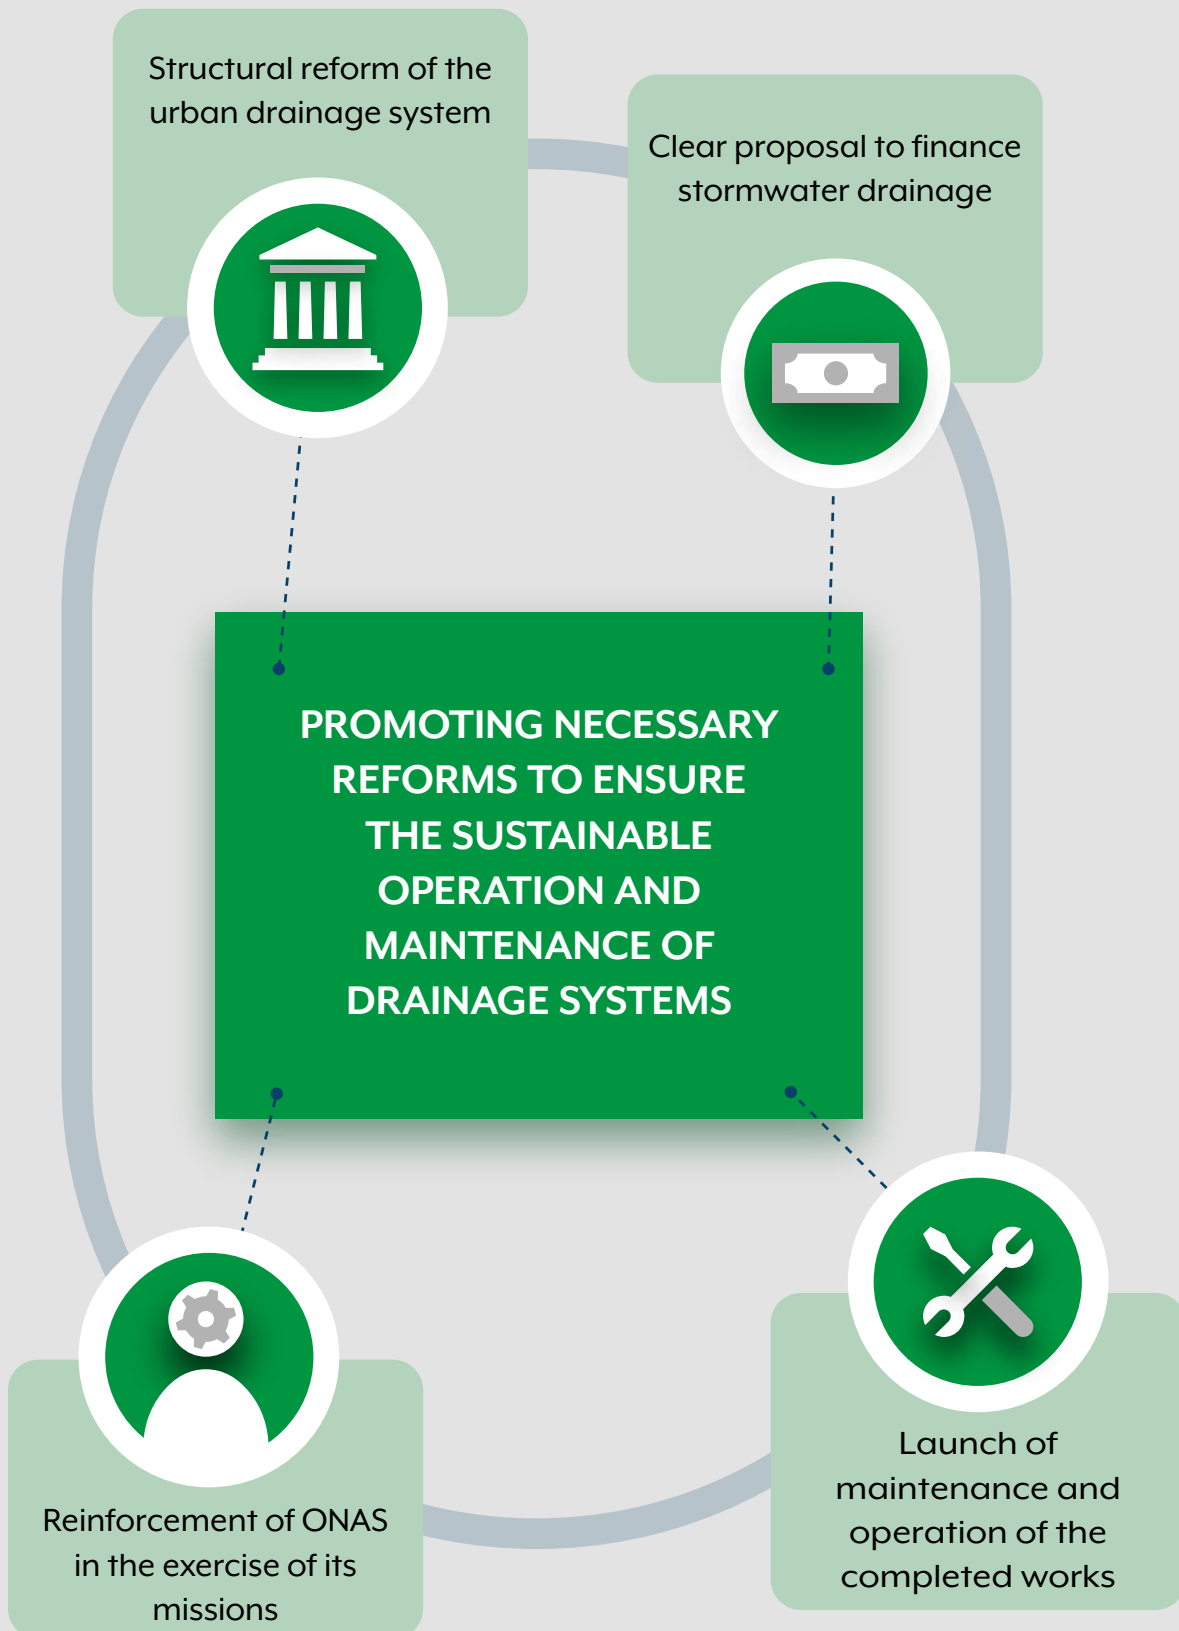 Structural reform of the
urban drainage system
Clear proposal to finance
stormwater drainage
PROMOTING NECESSARY
REFORMS TO ENSURE
THE SUSTAINABLE
OPERATION AND
MAINTENANCE OF
DRAINAGE SYSTEMS
Reinforcement of ONAS
in the exercise of its
missions
Launch of
maintenance and
operation of the
completed works